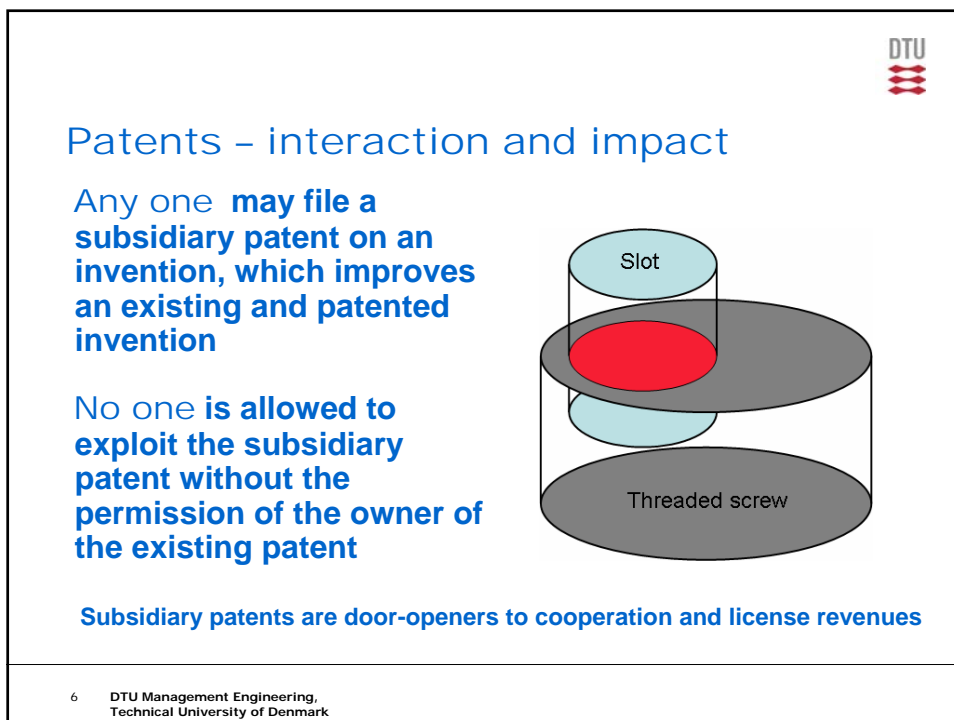 DTU
Patents – interaction and impact
Any one may file a
subsidiary patent on an
invention, which improves
an existing and patented
invention
No one is allowed to
exploit the subsidiary
patent without the
permission of the owner of
the existing patent
Slot
Threaded screw
Subsidiary patents are door-openers to cooperation and license revenues
6 DTU Management Engineering,
Technical University of Denmark